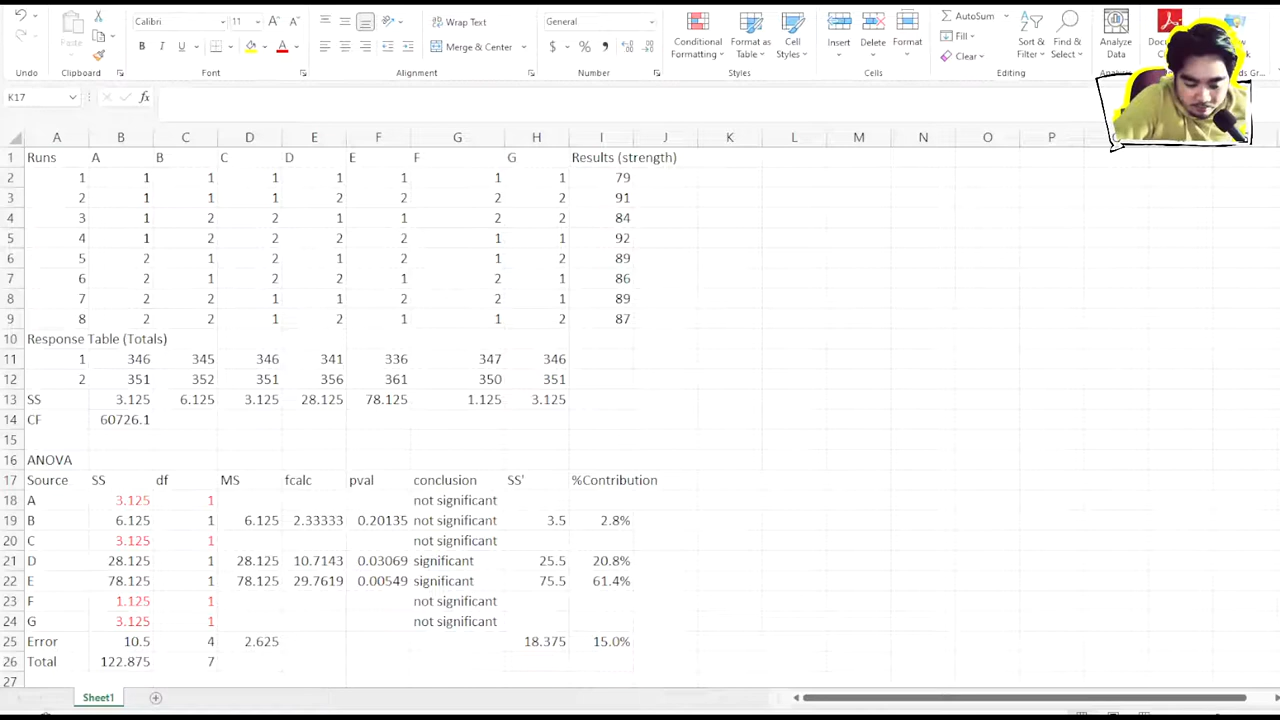 Calibri 11 Wrap Text General AutoSum
Merge & Center Conditional Formatting Format as Table Cell Styles Insert Delete Format Fill Sort & Filter Find & Select Analyze Data
Paste Clear
Undo Clipboard Font Alignment Number Styles Cells Editing
K17 fx
A B C D E F G H I J K L M N O P
1 Runs A B C D E F G Results (strength)
2 1 1 1 1 1 1 1 1 79
3 2 1 1 1 2 2 2 2 91
4 3 1 2 2 1 1 2 2 84
5 4 1 2 2 2 2 1 1 92
6 5 2 1 2 1 2 1 2 89
7 6 2 1 2 2 1 2 1 86
8 7 2 2 1 1 2 2 1 89
9 8 2 2 1 2 1 1 2 87
10 Response Table (Totals)
11 1 346 345 346 341 336 347 346
12 2 351 352 351 356 361 350 351
13 SS 3.125 6.125 3.125 28.125 78.125 1.125 3.125
14 CF 60726.1
15
16 ANOVA
17 Source SS df MS fcalc pval conclusion SS' %Contribution
18 A 3.125 1 not significant
19 B 6.125 1 6.125 2.33333 0.20135 not significant 3.5 2.8%
20 C 3.125 1 not significant
21 D 28.125 1 28.125 10.7143 0.03069 significant 25.5 20.8%
22 E 78.125 1 78.125 29.7619 0.00549 significant 75.5 61.4%
23 F 1.125 1 not significant
24 G 3.125 1 not significant
25 Error 10.5 4 2.625 18.375 15.0%
26 Total 122.875 7
27
Sheet1